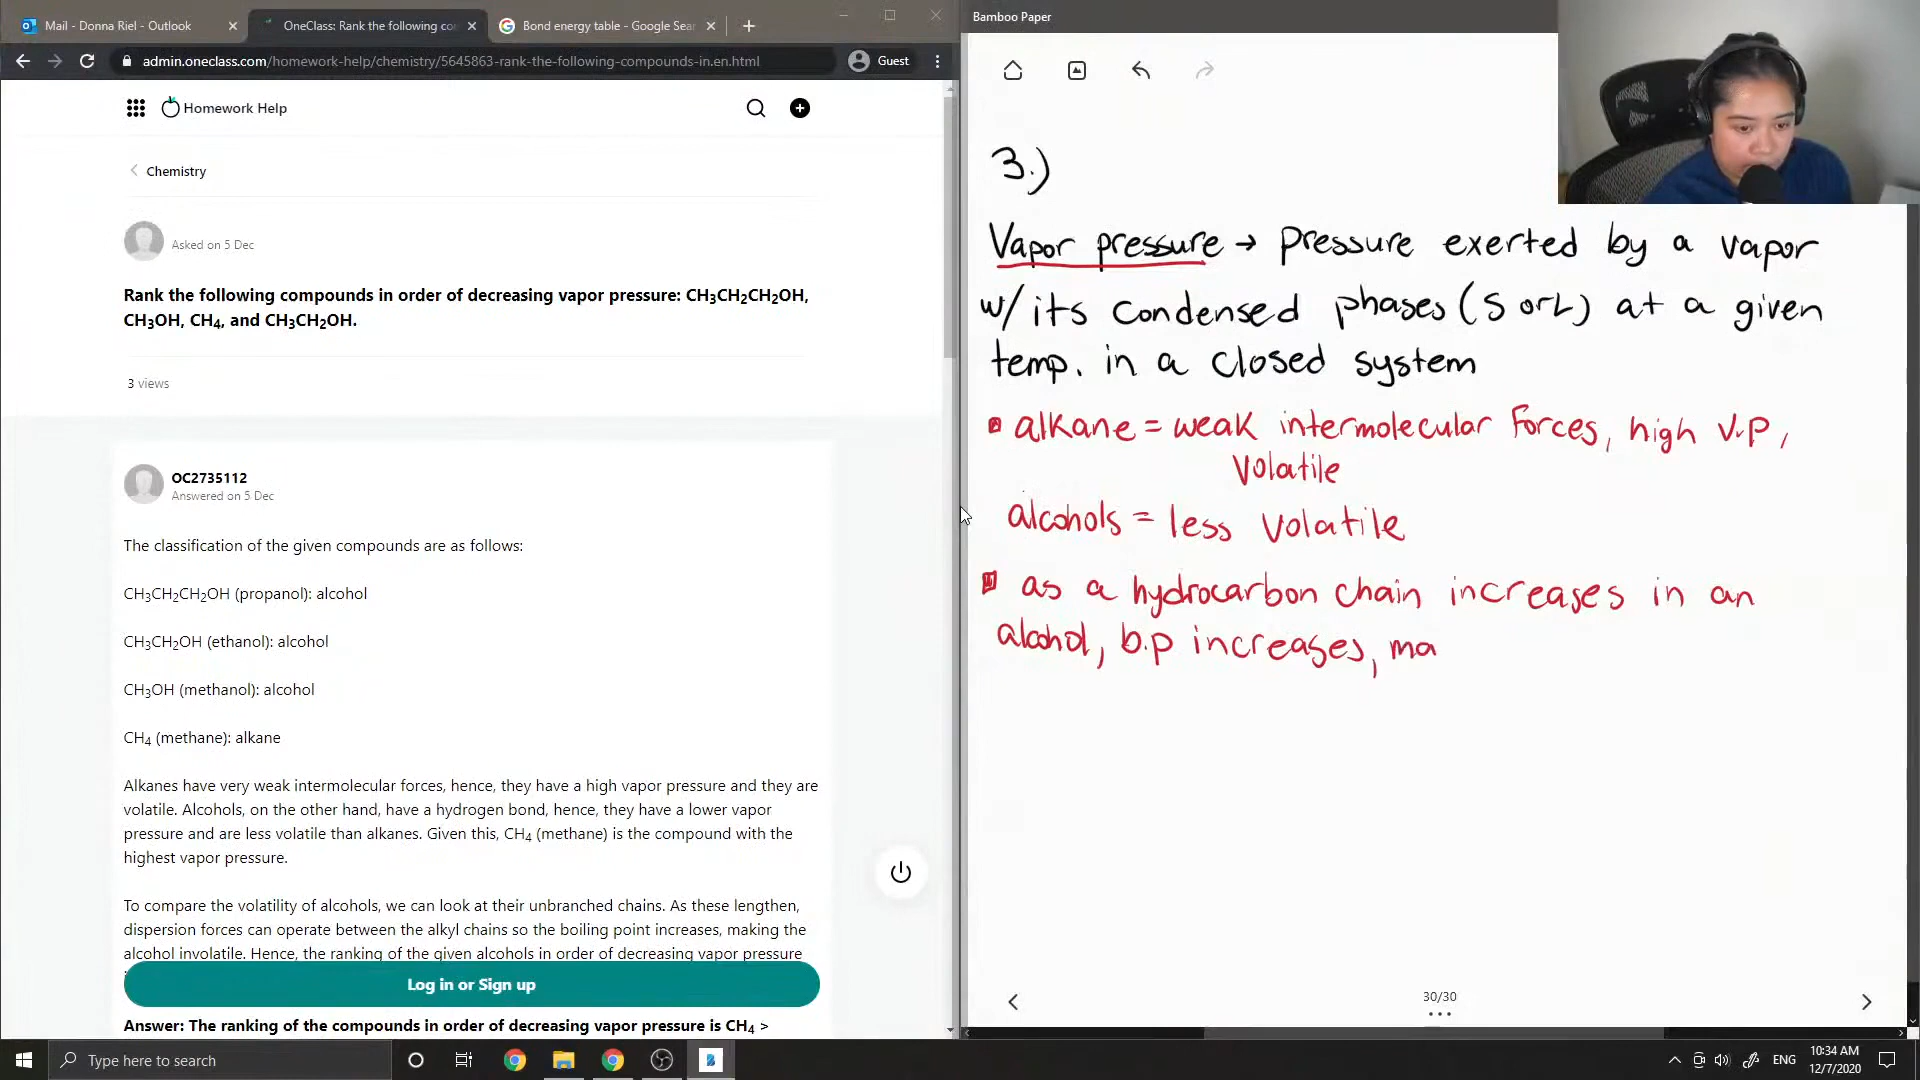 Mail - Donna Riel - Outlook
OneClass: Rank the following co
Bond energy table - Google Sear
Bamboo Paper
admin.oneclass.com/homework-help/chemistry/5645863-rank-the-following-compounds-in.en.html
Guest
Homework Help
Chemistry
Asked on 5 Dec
Rank the following compounds in order of decreasing vapor pressure: CH₃CH₂CH₂OH,
CH₃OH, CH₄, and CH₃CH₂OH.
3 views
OC2735112
Answered on 5 Dec
The classification of the given compounds are as follows:
CH₃CH₂CH₂OH (propanol): alcohol
CH₃CH₂OH (ethanol): alcohol
CH₃OH (methanol): alcohol
CH₄ (methane): alkane
Alkanes have very weak intermolecular forces, hence, they have a high vapor pressure and they are
volatile. Alcohols, on the other hand, have a hydrogen bond, hence, they have a lower vapor
pressure and are less volatile than alkanes. Given this, CH₄ (methane) is the compound with the
highest vapor pressure.
To compare the volatility of alcohols, we can look at their unbranched chains. As these lengthen,
dispersion forces can operate between the alkyl chains so the boiling point increases, making the
alcohol involatile. Hence, the ranking of the given alcohols in order of decreasing vapor pressure
Log in or Sign up
Answer: The ranking of the compounds in order of decreasing vapor pressure is CH₄ >
3.)
Vapor pressure → pressure exerted by a vapor
w/ its condensed phases (S or L) at a given
temp. in a closed system
alkane = weak intermolecular forces, high v.p,
volatile
alcohols = less volatile
as a hydrocarbon chain increases in an
alcohol, b.p increases, ma
30/30
Type here to search
ENG
10:34 AM
12/7/2020